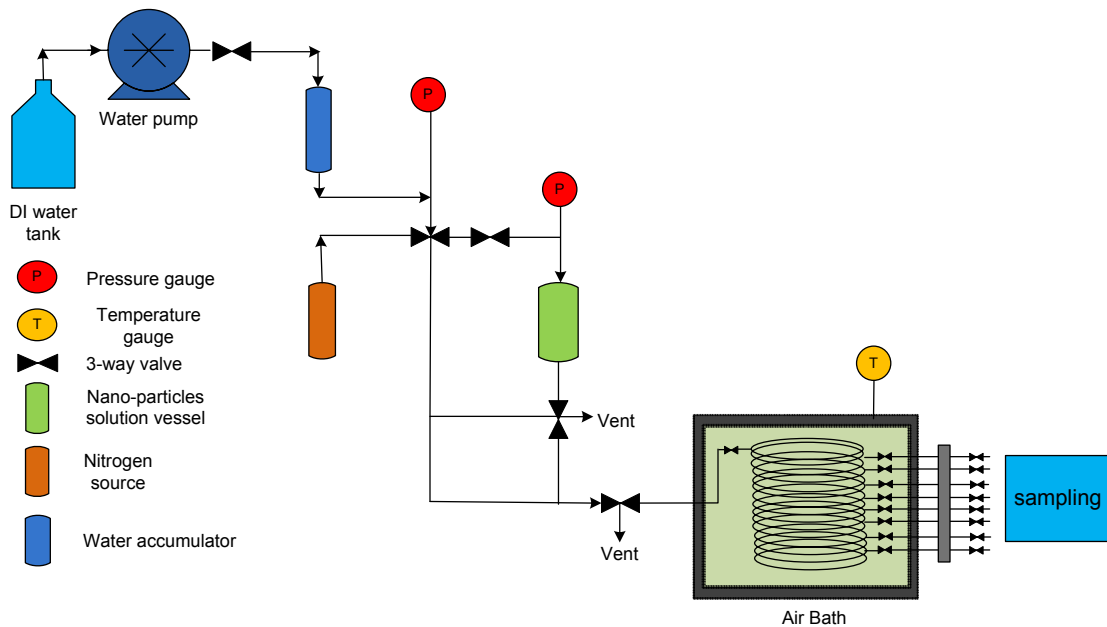 P
Water pump
P
DI water
tank
P
Pressure gauge
T
Temperature
gauge
3-way valve
T
Nano-particles
solution vessel
Vent
Nitrogen
source
sampling
Water accumulator
Vent
Air Bath